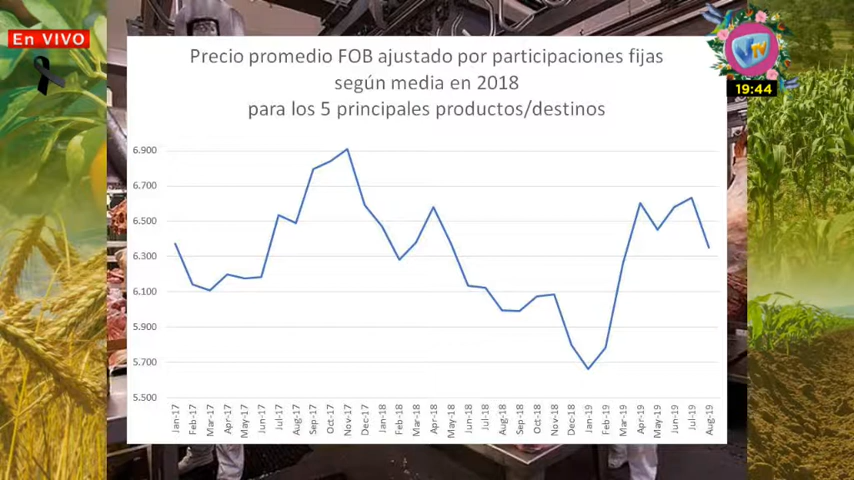 En VIVO
VTV
19:44
Precio promedio FOB ajustado por participaciones fijas
según media en 2018
para los 5 principales productos/destinos
6.900
6.700
6.500
6.300
6.100
5.900
5.700
5.500
Jan-17
Feb-17
Mar-17
Apr-17
May-17
Jun-17
Jul-17
Aug-17
Sep-17
Oct-17
Nov-17
Dec-17
Jan-18
Feb-18
Mar-18
Apr-18
May-18
Jun-18
Jul-18
Aug-18
Sep-18
Oct-18
Nov-18
Dec-18
Jan-19
Feb-19
Mar-19
Apr-19
May-19
Jun-19
Jul-19
Aug-19